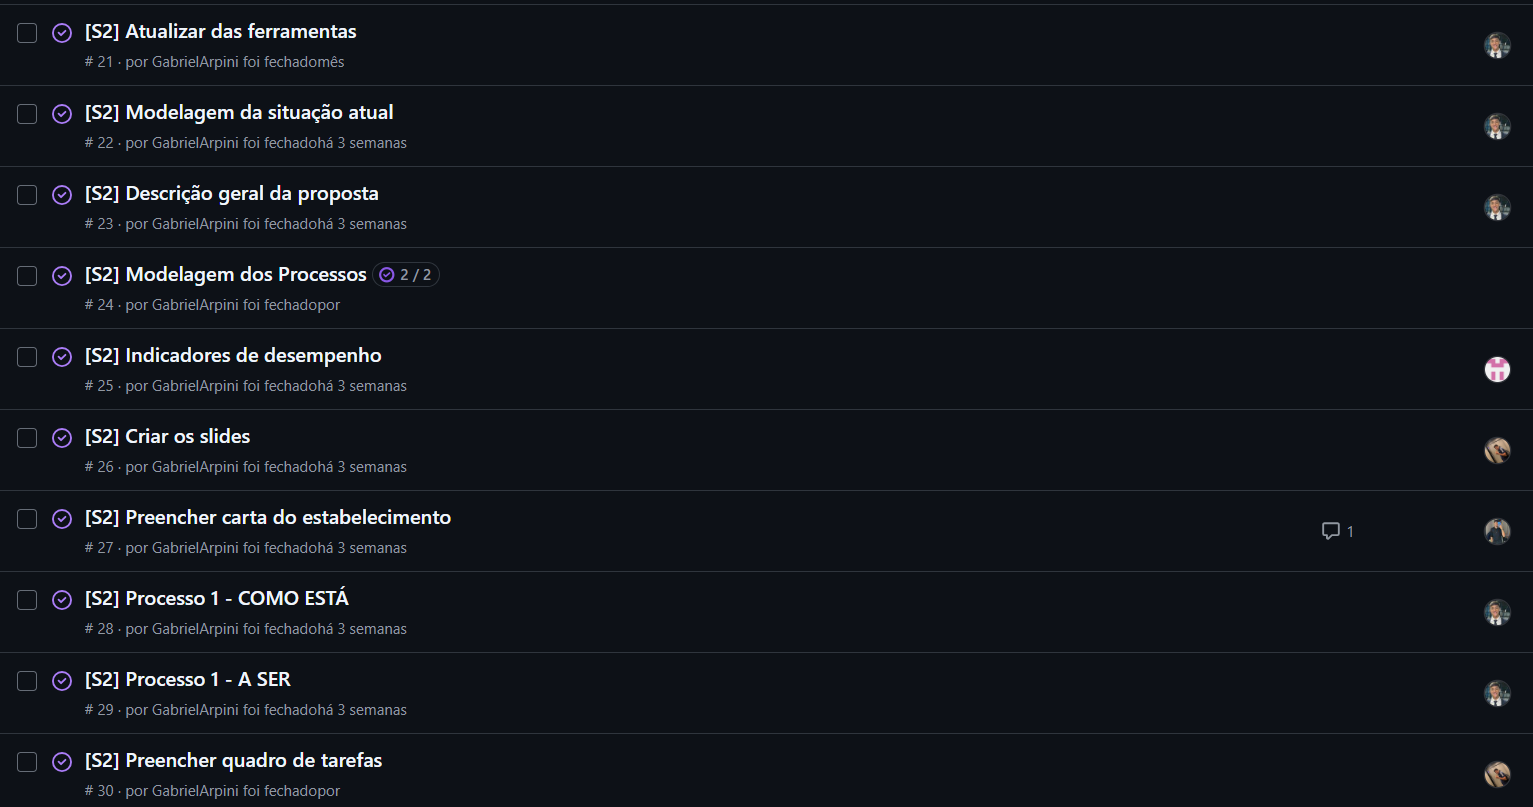 [S2] Atualizar das ferramentas
# 21 · por GabrielArpini foi fechadomês
[S2] Modelagem da situação atual
# 22 · por GabrielArpini foi fechadohá 3 semanas
[S2] Descrição geral da proposta
# 23 · por GabrielArpini foi fechadohá 3 semanas
[S2] Modelagem dos Processos 2 / 2
# 24 · por GabrielArpini foi fechadopor
[S2] Indicadores de desempenho
# 25 · por GabrielArpini foi fechadohá 3 semanas
[S2] Criar os slides
# 26 · por GabrielArpini foi fechadohá 3 semanas
[S2] Preencher carta do estabelecimento 1
# 27 · por GabrielArpini foi fechadohá 3 semanas
[S2] Processo 1 - COMO ESTÁ
# 28 · por GabrielArpini foi fechadohá 3 semanas
[S2] Processo 1 - A SER
# 29 · por GabrielArpini foi fechadohá 3 semanas
[S2] Preencher quadro de tarefas
# 30 · por GabrielArpini foi fechadopor